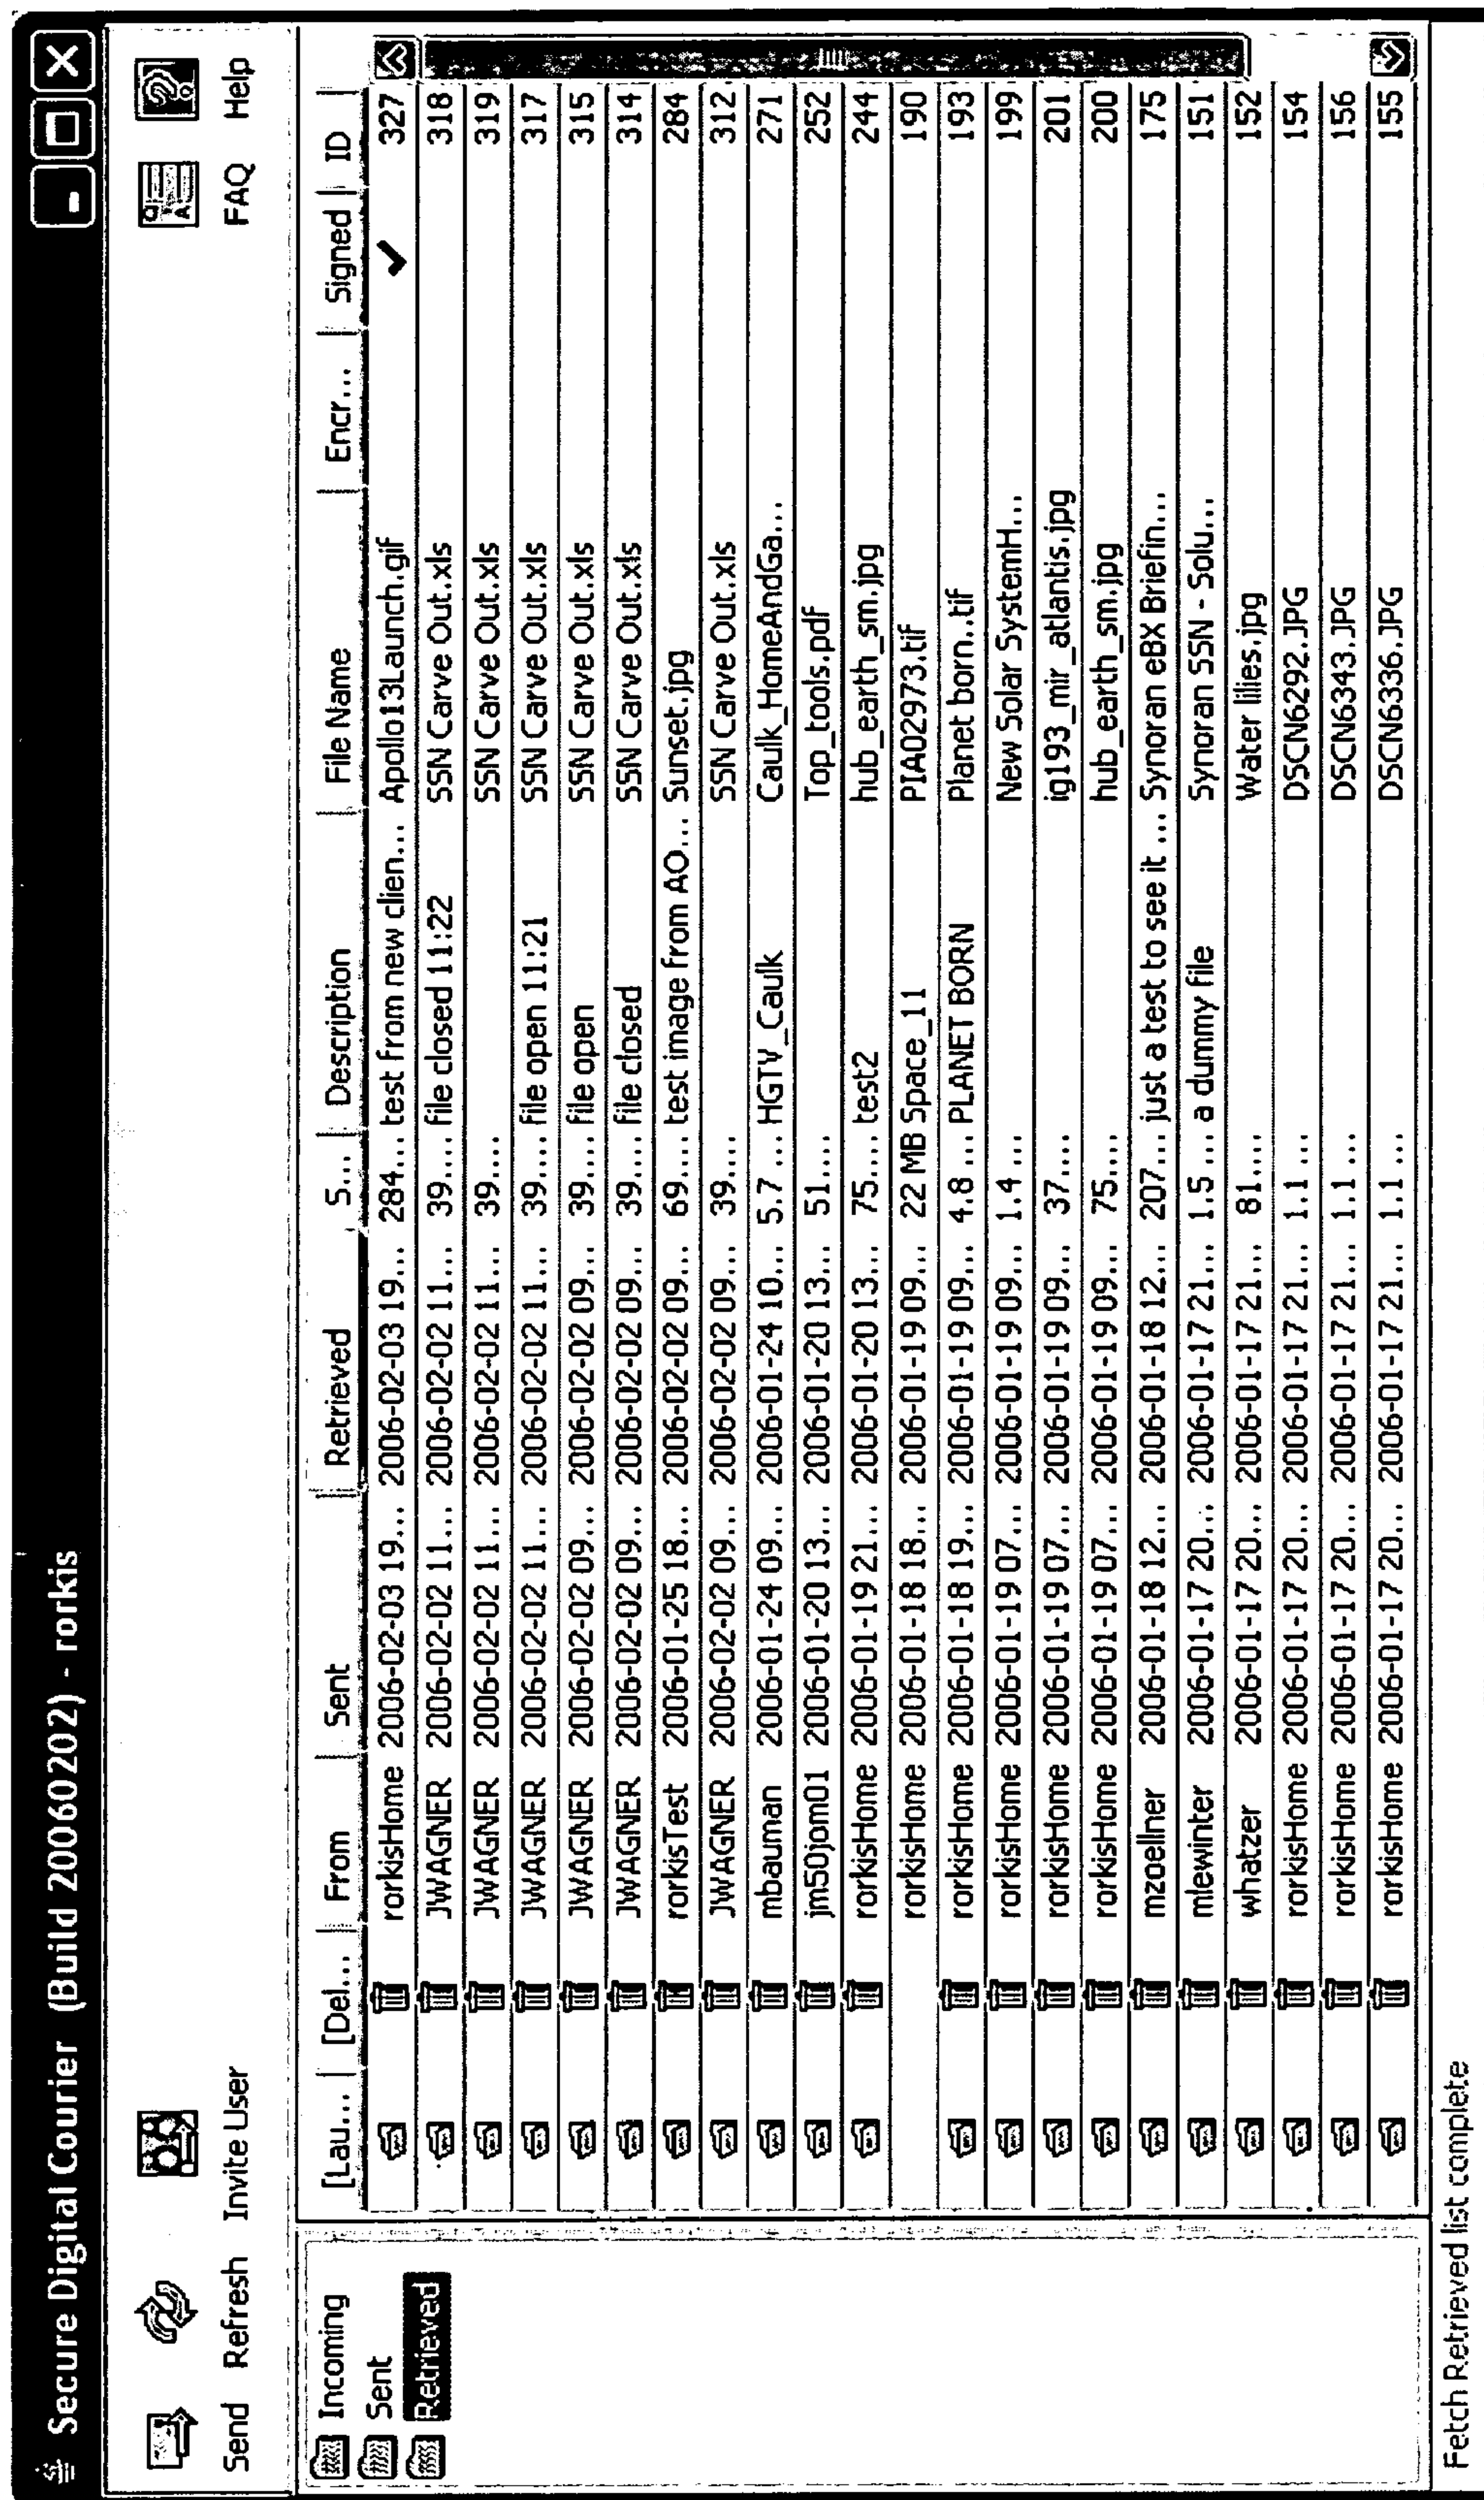 Secure Digital Courier (Build 20060202) - rorkis
Send Refresh Invite User FAQ Help
Incoming
Sent
Retrieved
[Lau... [Del... From Sent Retrieved S... Description File Name Encr... Signed ID
rorkisHome 2006-02-03 19... 2006-02-03 19... 284... test from new clien... Apollo13Launch.gif 327
JWAGNER 2006-02-02 11... 2006-02-02 11... 39.... file closed 11:22 SSN Carve Out.xls 318
JWAGNER 2006-02-02 11... 2006-02-02 11... 39.... SSN Carve Out.xls 319
JWAGNER 2006-02-02 11... 2006-02-02 11... 39.... file open 11:21 SSN Carve Out.xls 317
JWAGNER 2006-02-02 09... 2006-02-02 09... 39.... file open SSN Carve Out.xls 315
JWAGNER 2006-02-02 09... 2006-02-02 09... 39.... file closed SSN Carve Out.xls 314
rorkisTest 2006-01-25 18... 2006-02-02 09... 69.... test image from AO... Sunset.jpg 284
JWAGNER 2006-02-02 09... 2006-02-02 09... 39.... SSN Carve Out.xls 312
mbauman 2006-01-24 09... 2006-01-24 10... 5.7 ... HGTV_Caulk Caulk_HomeAndGa... 271
jm50jom01 2006-01-20 13... 2006-01-20 13... 51.... Top_tools.pdf 252
rorkisHome 2006-01-19 21... 2006-01-20 13... 75.... test2 hub_earth_sm.jpg 244
rorkisHome 2006-01-18 18... 2006-01-19 09... 22 MB Space_11 PIA02973.tif 190
rorkisHome 2006-01-18 19... 2006-01-19 09... 4.8 ... PLANET BORN Planet born..tif 193
rorkisHome 2006-01-19 07... 2006-01-19 09... 1.4 ... New Solar SystemH... 199
rorkisHome 2006-01-19 07... 2006-01-19 09... 37.... ig193_mir_atlantis.jpg 201
rorkisHome 2006-01-19 07... 2006-01-19 09... 75.... hub_earth_sm.jpg 200
mzoellner 2006-01-18 12... 2006-01-18 12... 207... just a test to see it ... Synoran eBX Briefin... 175
mlewinter 2006-01-17 20... 2006-01-17 21... 1.5 ... a dummy file Synoran SSN - Solu... 151
whatzer 2006-01-17 20... 2006-01-17 21... 81.... Water lilies.jpg 152
rorkisHome 2006-01-17 20... 2006-01-17 21... 1.1 ... DSCN6292.JPG 154
rorkisHome 2006-01-17 20... 2006-01-17 21... 1.1 ... DSCN6343.JPG 156
rorkisHome 2006-01-17 20... 2006-01-17 21... 1.1 ... DSCN6336.JPG 155
Fetch Retrieved list complete